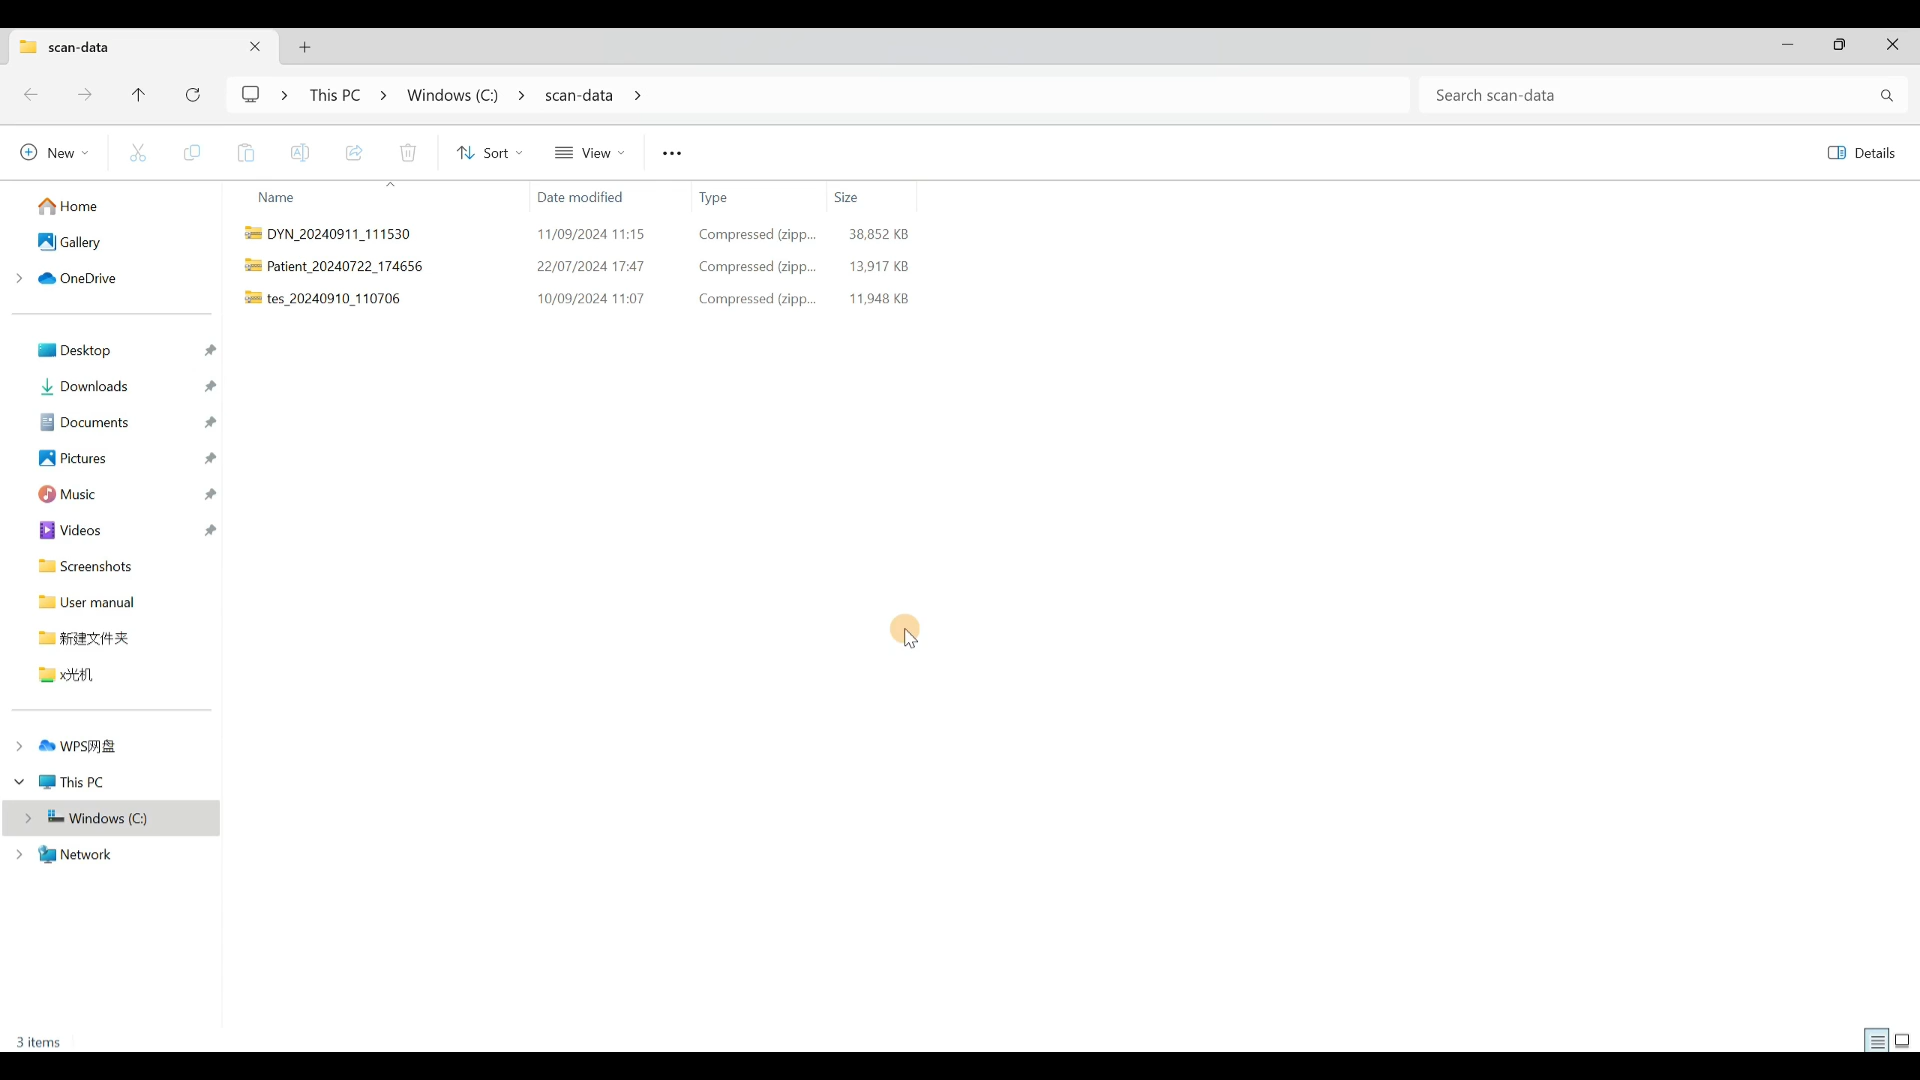 scan-data
This PC > Windows (C:) > scan-data >
Search scan-data
New
Sort
View
Details
Home
Gallery
OneDrive
Desktop
Downloads
Documents
Pictures
Music
Videos
Screenshots
User manual
新建文件夹
x光机
WPS网盘
This PC
Windows (C:)
Network
Name Date modified Type Size
DYN_20240911_111530 11/09/2024 11:15 Compressed (zipp... 38,852 KB
Patient_20240722_174656 22/07/2024 17:47 Compressed (zipp... 13,917 KB
tes_20240910_110706 10/09/2024 11:07 Compressed (zipp... 11,948 KB
3 items